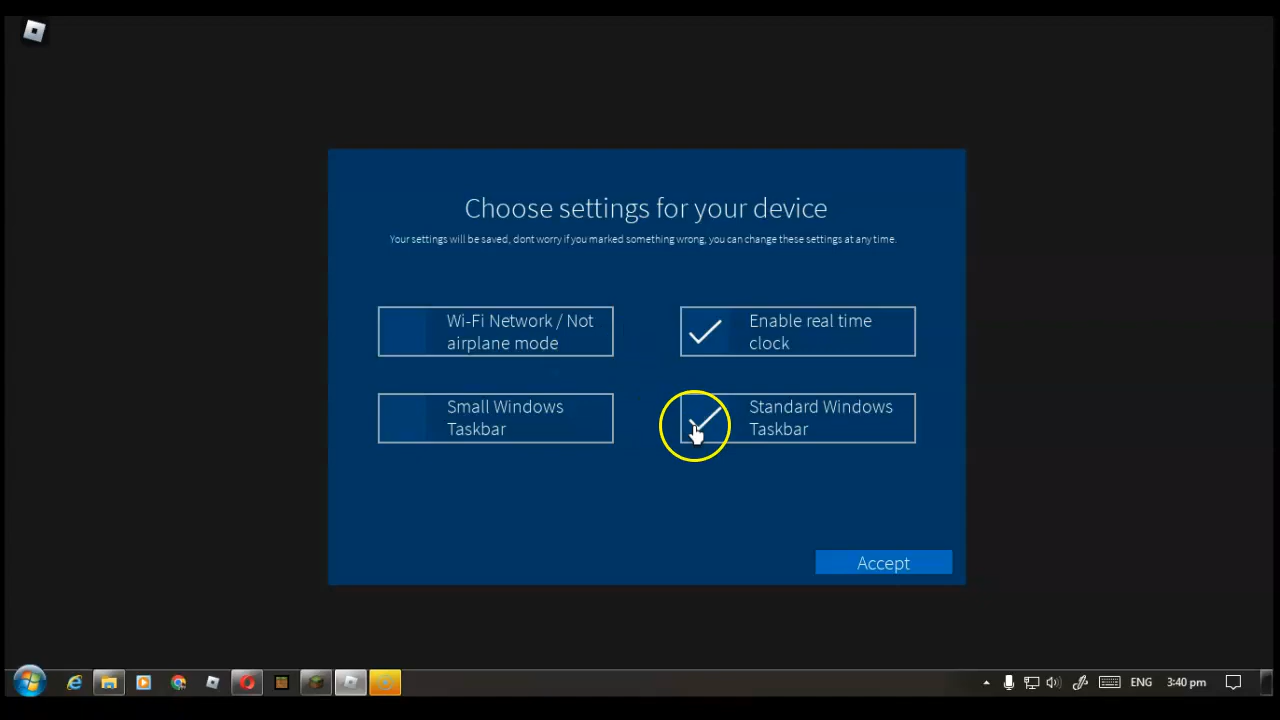 Choose settings for your device
Your settings will be saved, dont worry if you marked something wrong, you can change these settings at any time.
Wi-Fi Network / Not
airplane mode
Enable real time
clock
Small Windows
Taskbar
Standard Windows
Taskbar
Accept
ENG
3:40 pm